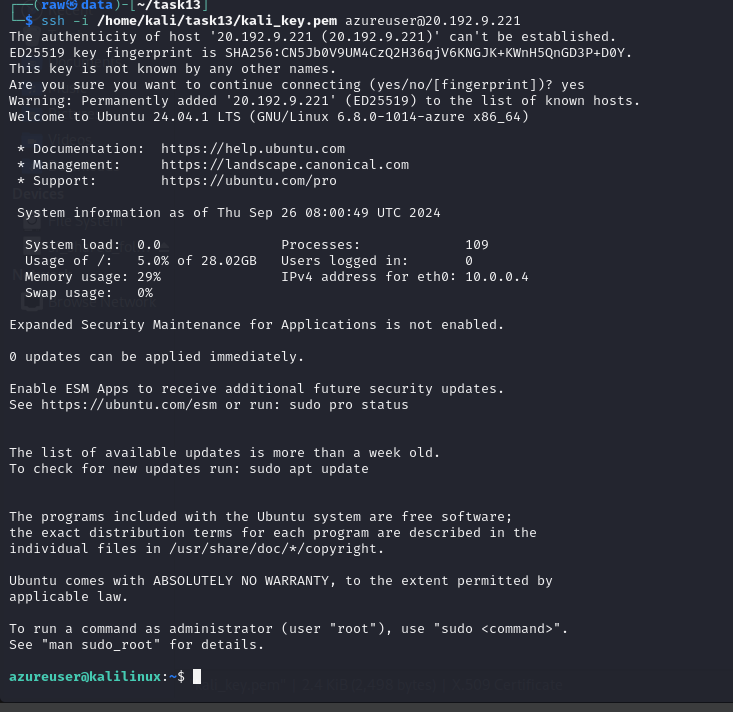 ┌──(raw㉿data)-[~/task13]
└─$ ssh -i /home/kali/task13/kali_key.pem azureuser@20.192.9.221
The authenticity of host '20.192.9.221 (20.192.9.221)' can't be established.
ED25519 key fingerprint is SHA256:CN5Jb0V9UM4CzQ2H36qjV6KNGJK+KWnH5QnGD3P+D0Y.
This key is not known by any other names.
Are you sure you want to continue connecting (yes/no/[fingerprint])? yes
Warning: Permanently added '20.192.9.221' (ED25519) to the list of known hosts.
Welcome to Ubuntu 24.04.1 LTS (GNU/Linux 6.8.0-1014-azure x86_64)
* Documentation:  https://help.ubuntu.com
* Management:     https://landscape.canonical.com
* Support:        https://ubuntu.com/pro
Devices
System information as of Thu Sep 26 08:00:49 UTC 2024
System load:  0.0               Processes:             109
Usage of /:   5.0% of 28.02GB   Users logged in:       0
Memory usage: 29%               IPv4 address for eth0: 10.0.0.4
Swap usage:   0%
Expanded Security Maintenance for Applications is not enabled.
0 updates can be applied immediately.
Enable ESM Apps to receive additional future security updates.
See https://ubuntu.com/esm or run: sudo pro status
The list of available updates is more than a week old.
To check for new updates run: sudo apt update
The programs included with the Ubuntu system are free software;
the exact distribution terms for each program are described in the
individual files in /usr/share/doc/*/copyright.
Ubuntu comes with ABSOLUTELY NO WARRANTY, to the extent permitted by
applicable law.
To run a command as administrator (user "root"), use "sudo <command>".
See "man sudo_root" for details.
azureuser@kalilinux:~$